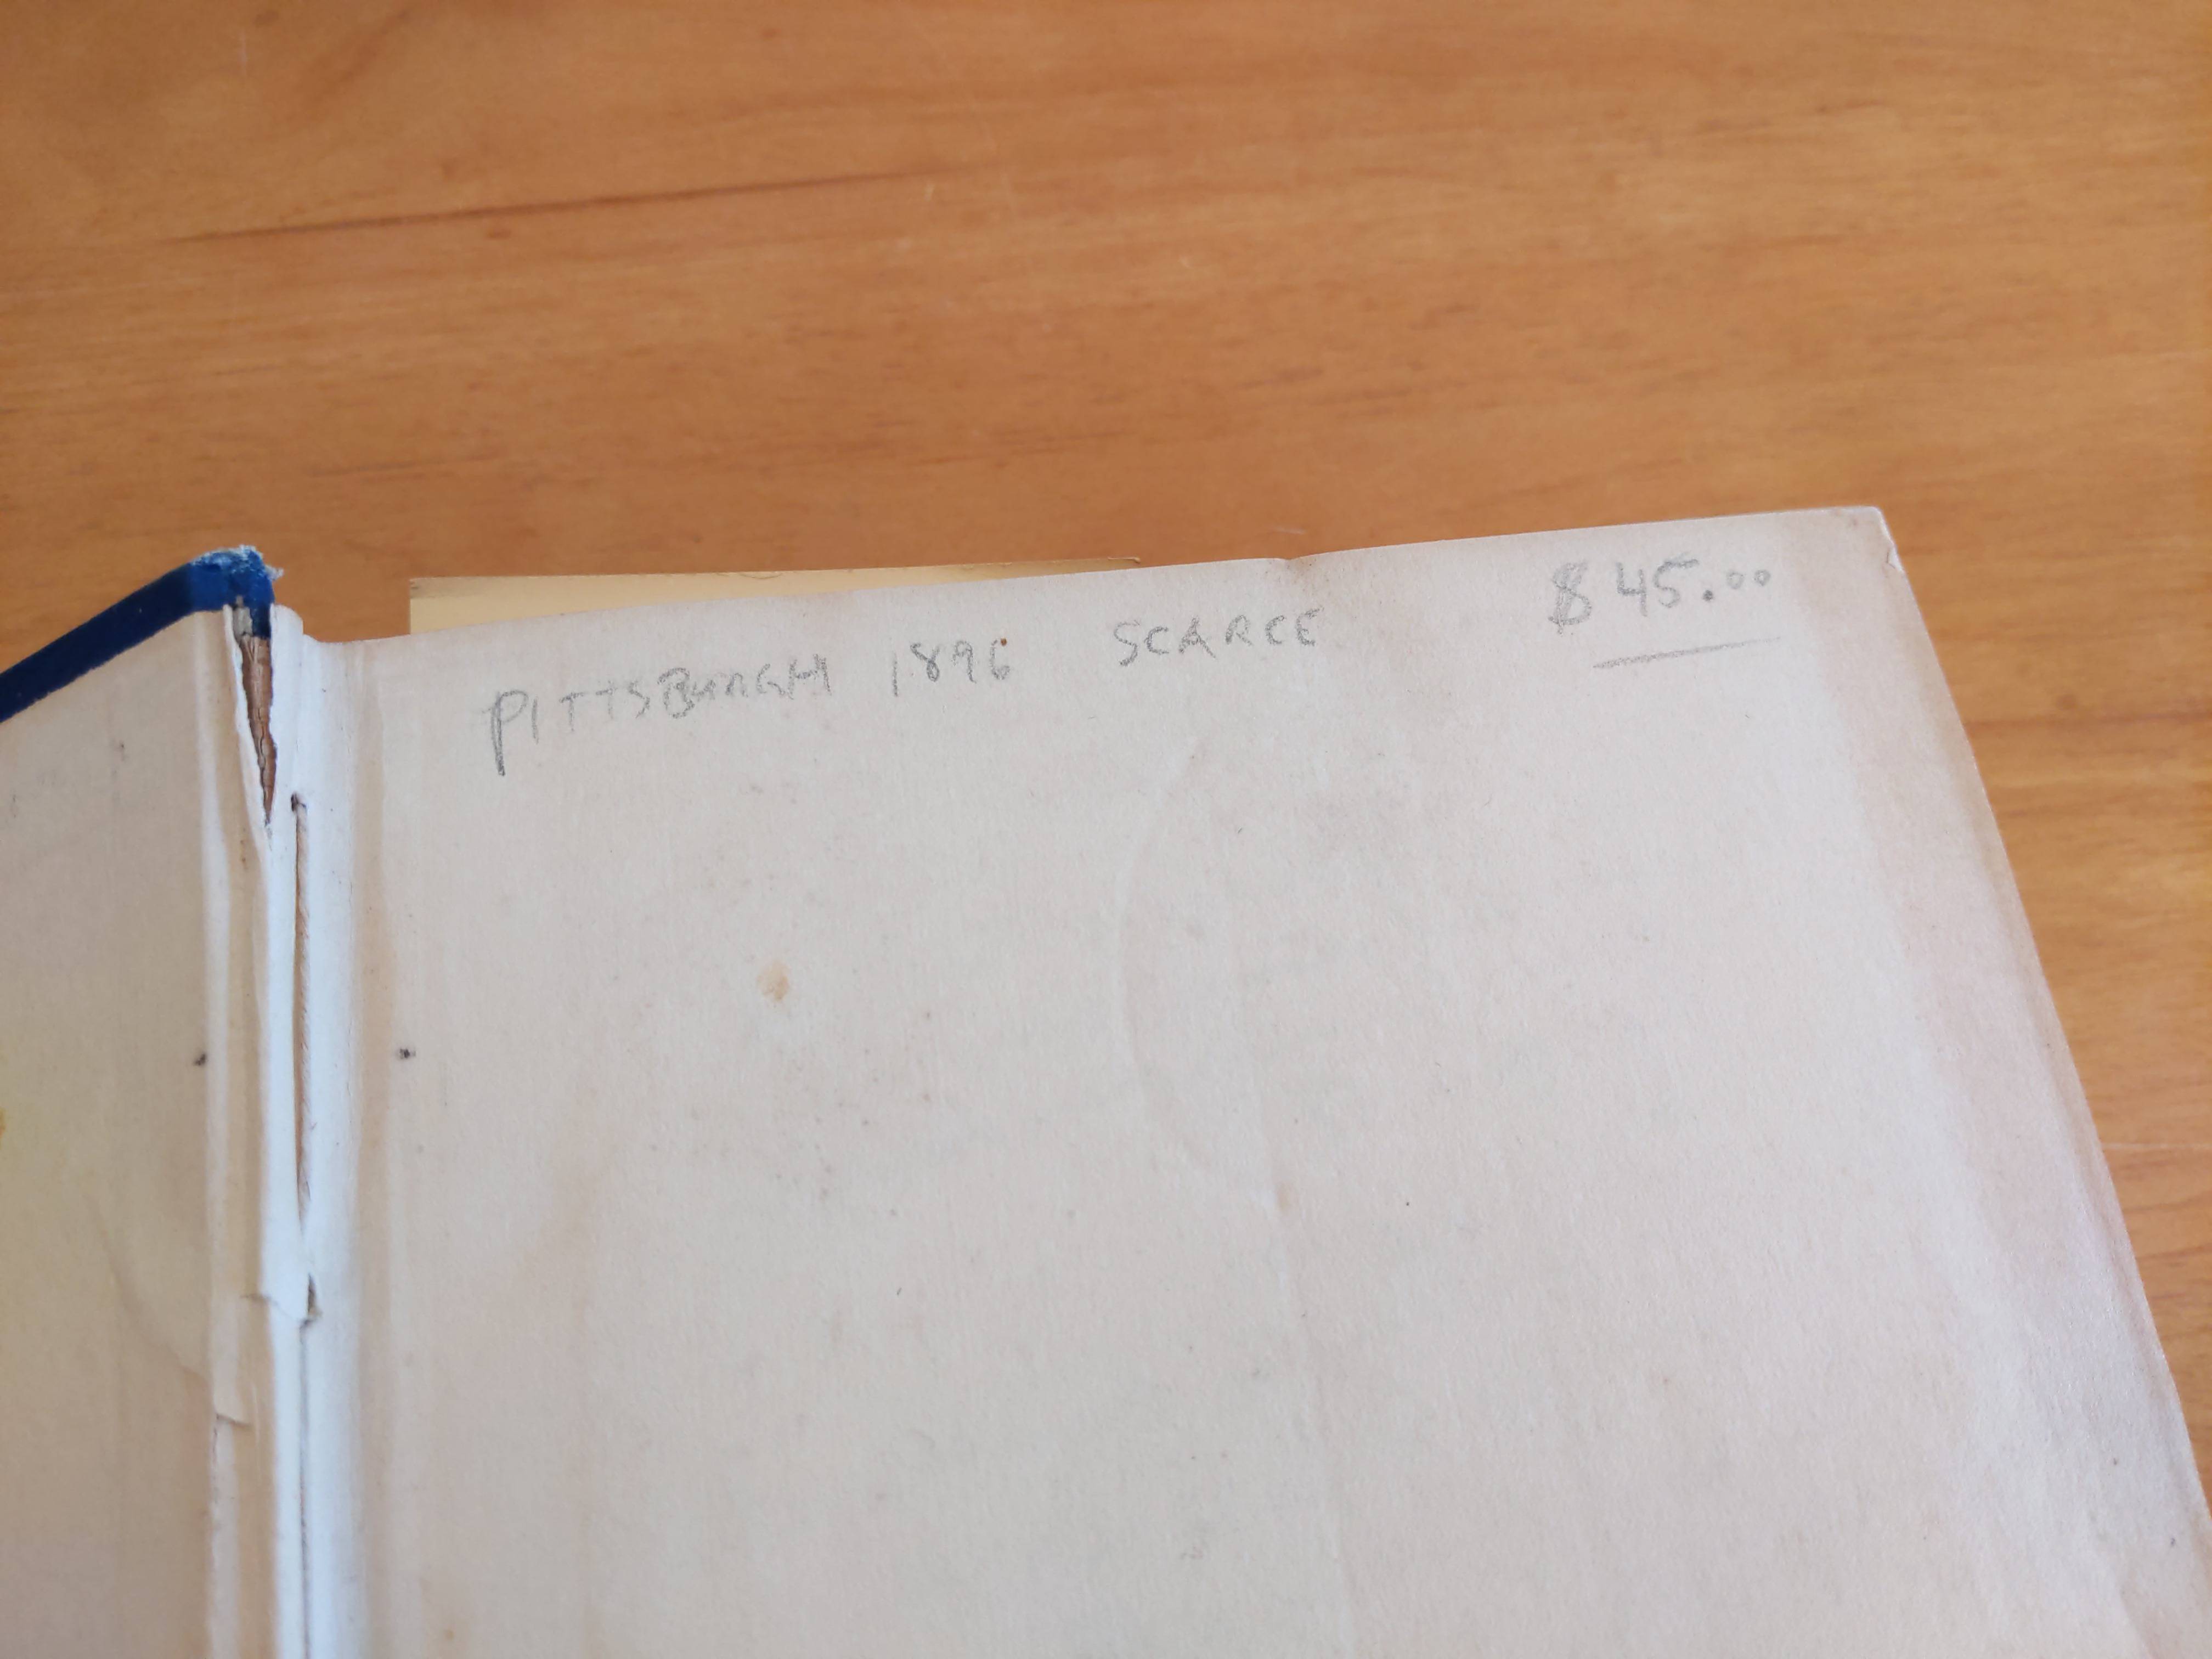 PITTSBURGH 1896 SCARCE $45.00